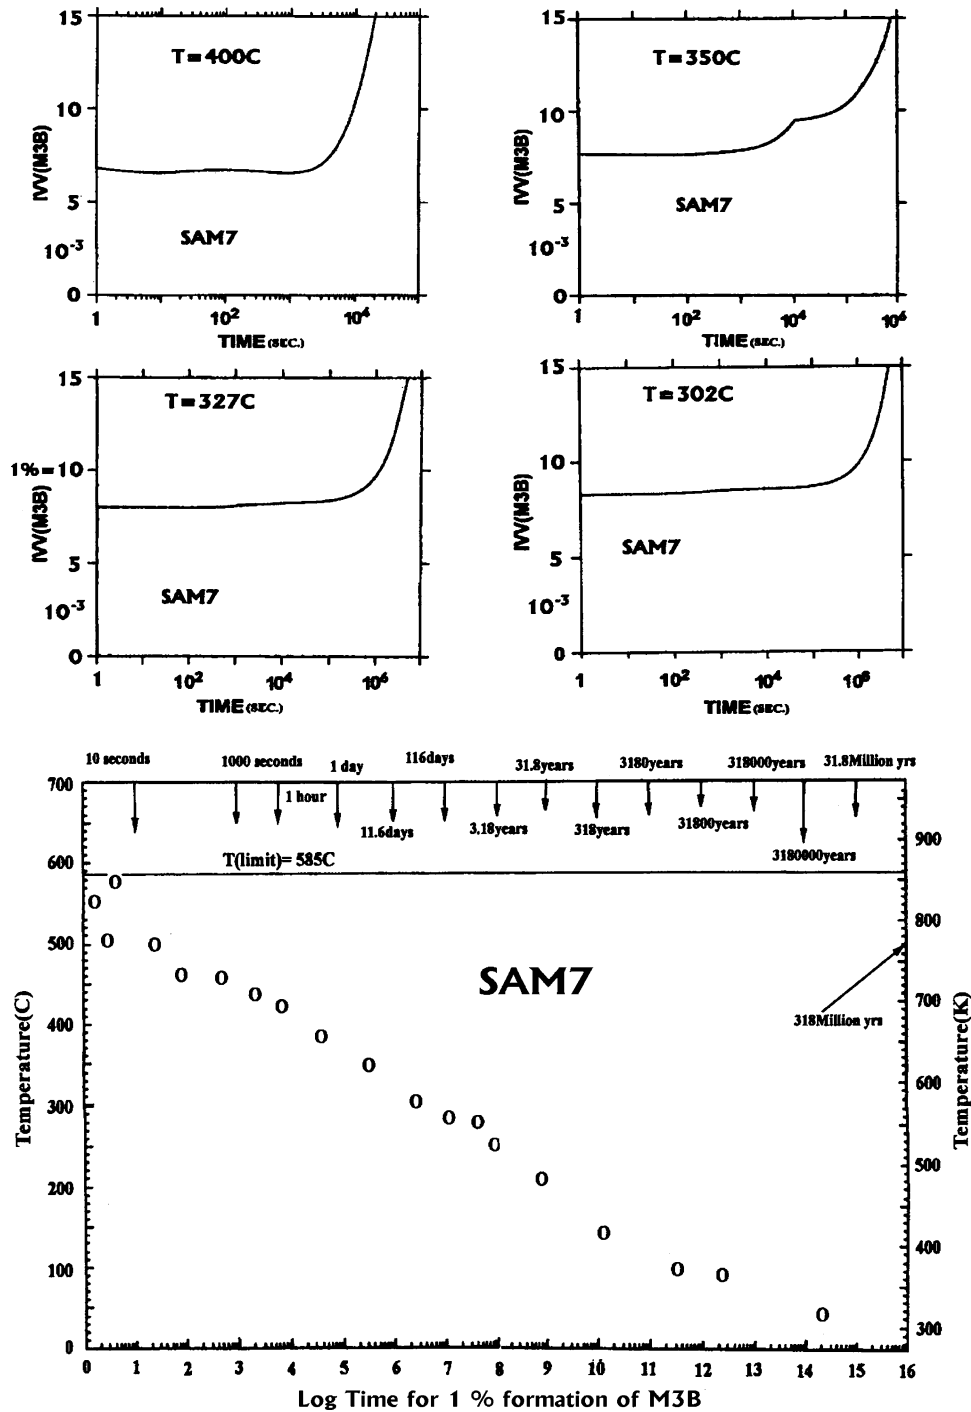 15
T=400C
10
IVV(M3B)
5
SAM7
10-3
0
1
10²
10⁴
TIME(SEC.)
15
T=350C
10
IVV(M3B)
5
SAM7
10-3
0
1
10²
10⁴
10⁶
TIME(SEC.)
15
T=327C
1%=10
IVV(M3B)
5
SAM7
10-3
0
1
10²
10⁴
10⁶
TIME(SEC.)
15
T=302C
10
IVV(M3B)
5
SAM7
10-3
0
1
10²
10⁴
10⁶
TIME(SEC.)
10 seconds
1000 seconds
1 hour
1 day
11.6days
116days
3.18years
31.8years
318years
3180years
31800years
318000years
3180000years
31.8Million yrs
318Million yrs
T(limit)= 585C
SAM7
Temperature(C)
700
600
500
400
300
200
100
0
Temperature(K)
900
800
700
600
500
400
300
0 1 2 3 4 5 6 7 8 9 10 11 12 13 14 15 16
Log Time for 1 % formation of M3B